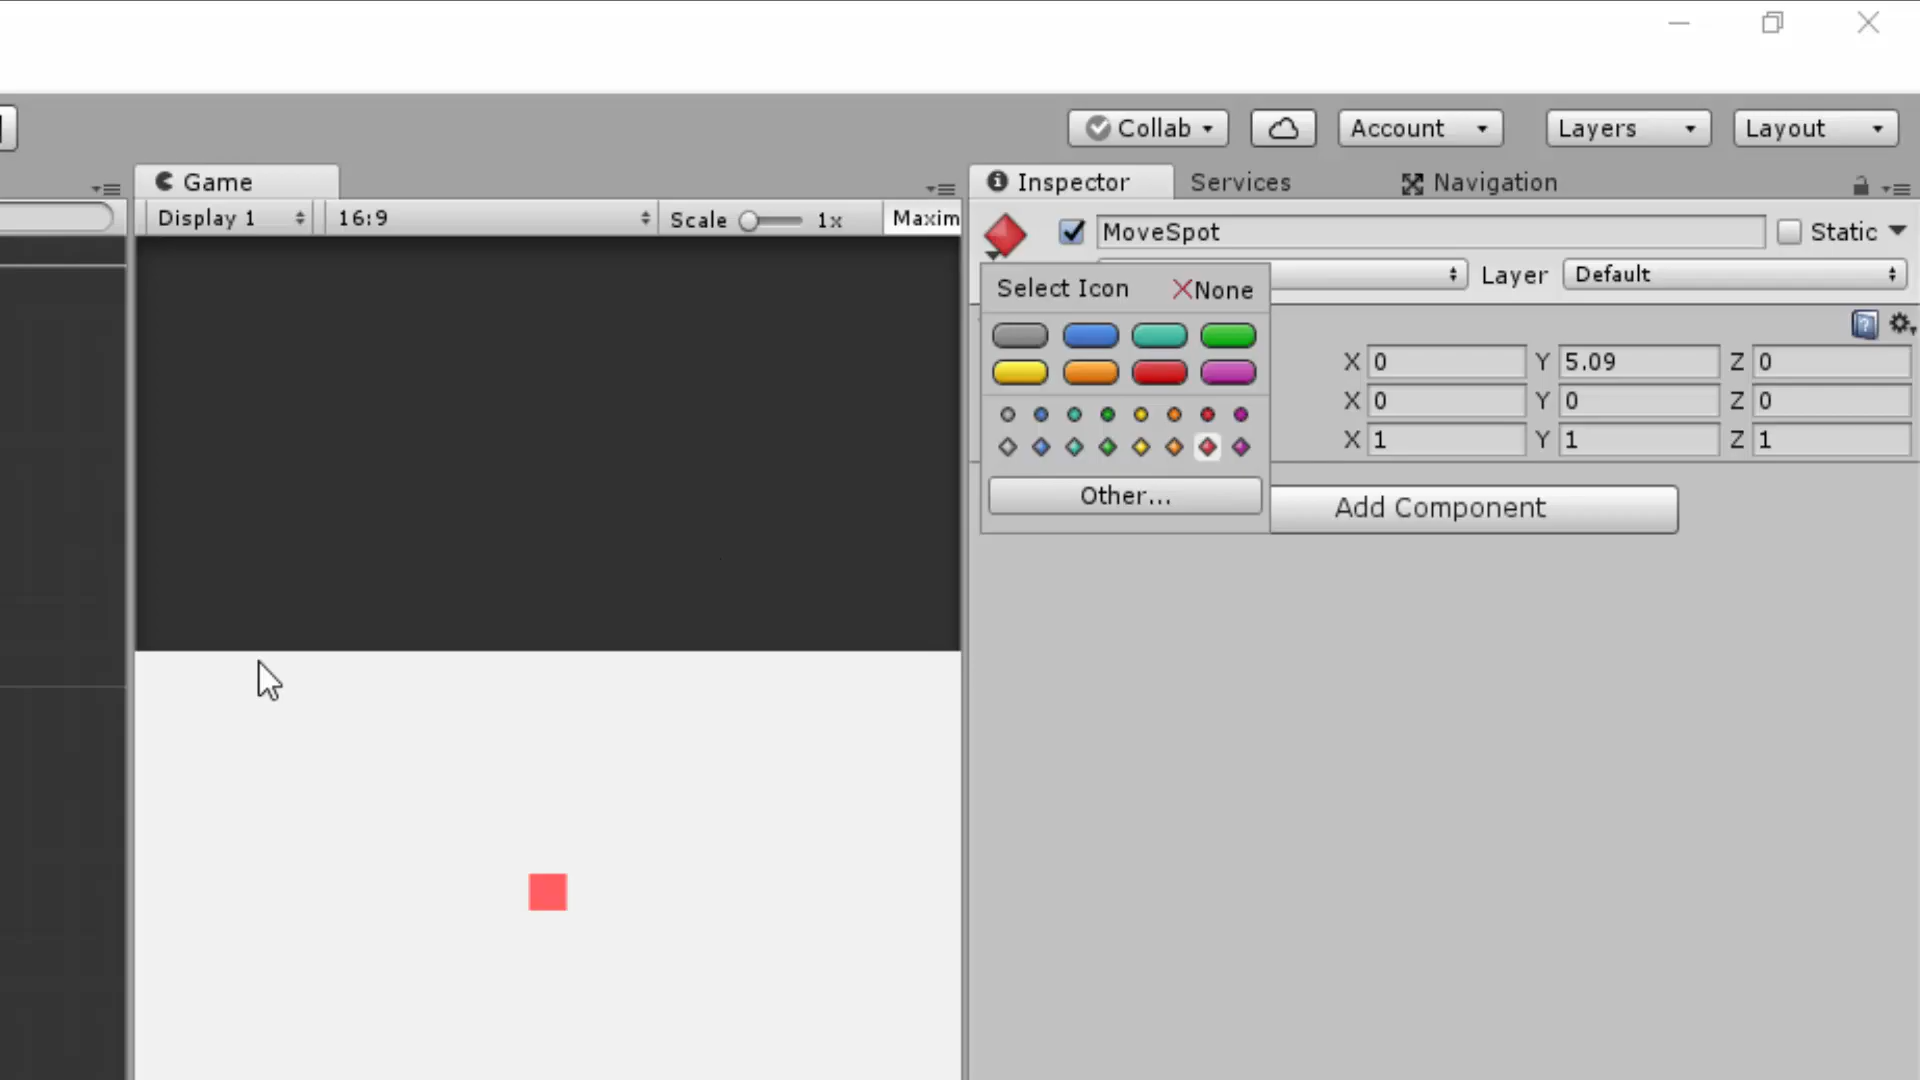 Collab
Account
Layers
Layout
Game
Display 1
16:9
Scale
1x
Maxim
Inspector
Services
Navigation
MoveSpot
Static
Layer
Default
Select Icon
None
Other...
X 0 Y 5.09 Z 0
X 0 Y 0 Z 0
X 1 Y 1 Z 1
Add Component